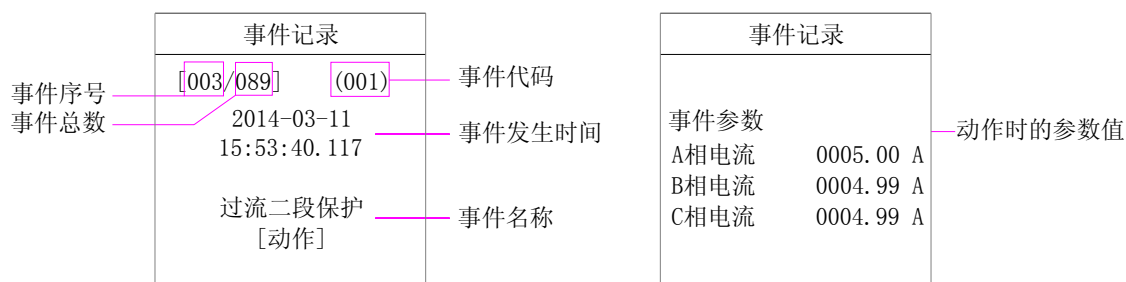 事件记录
[003/089] (001)
事件序号
事件总数
事件代码
2014-03-11
15:53:40.117
事件发生时间
过流二段保护
[动作]
事件名称
事件记录
事件参数
A相电流 0005.00 A
B相电流 0004.99 A
C相电流 0004.99 A
动作时的参数值